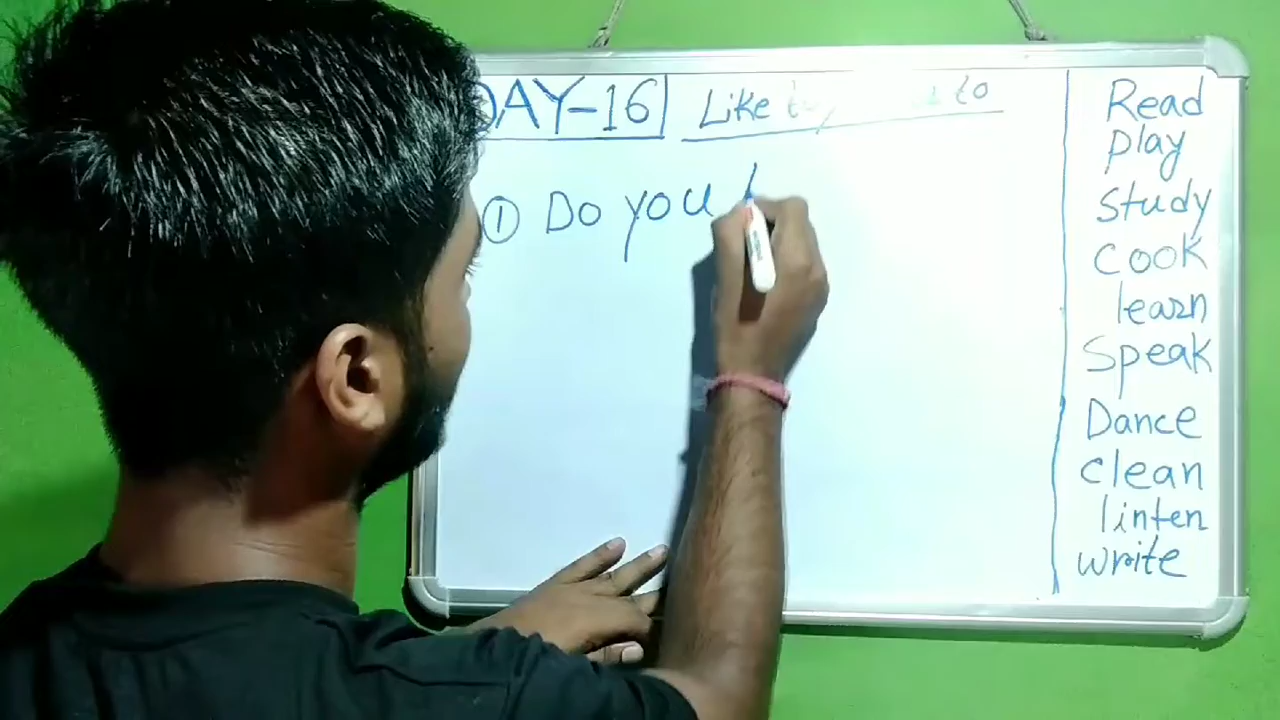 DAY-16
Like to
① Do you
Read
Play
Study
Cook
learn
Speak
Dance
Clean
linten
write